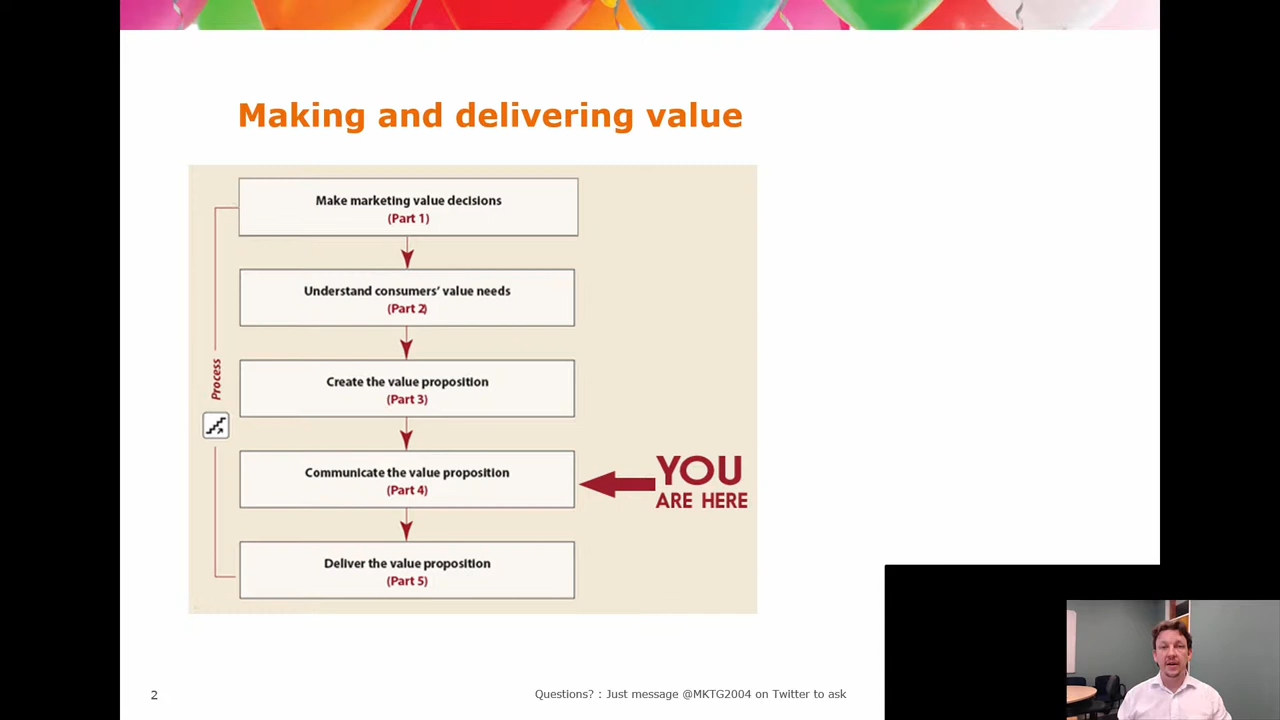 Making and delivering value
Make marketing value decisions
(Part 1)
Understand consumers' value needs
(Part 2)
Create the value proposition
(Part 3)
Process
Communicate the value proposition
(Part 4)
YOU
ARE HERE
Deliver the value proposition
(Part 5)
2
Questions? : Just message @MKTG2004 on Twitter to ask